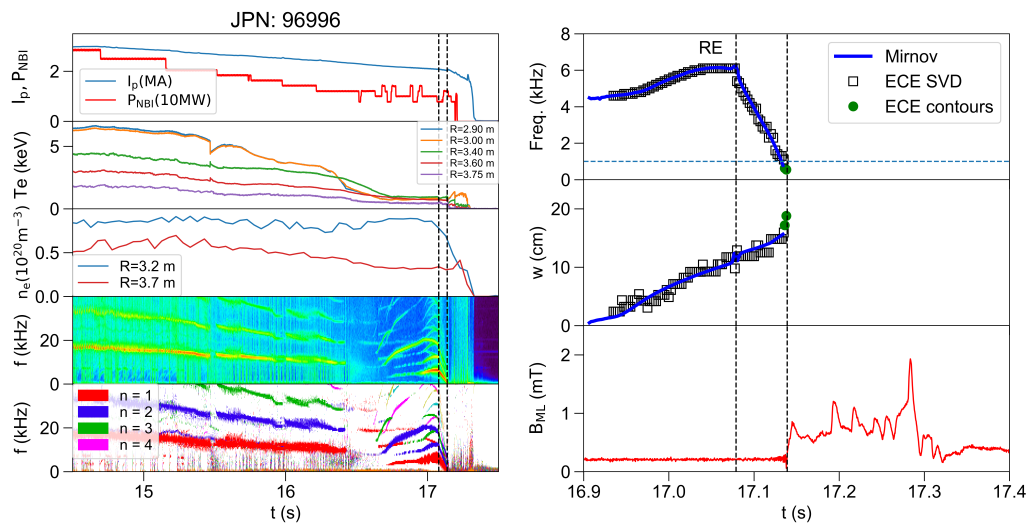 JPN: 96996
I_p, P_NBI
2
0
I_p(MA)
P_NBI(10MW)
Te (keV)
5
0
R=2.90 m
R=3.00 m
R=3.40 m
R=3.60 m
R=3.75 m
n_e(10^20m^−3)
0.5
0.0
R=3.2 m
R=3.7 m
f (kHz)
20
0
f (kHz)
20
0
n = 1
n = 2
n = 3
n = 4
15
16
17
t (s)
RE
Freq. (kHz)
8
6
4
2
0
Mirnov
ECE SVD
ECE contours
w (cm)
20
10
0
B_ML (mT)
2
1
0
16.9
17.0
17.1
17.2
17.3
17.4
t (s)